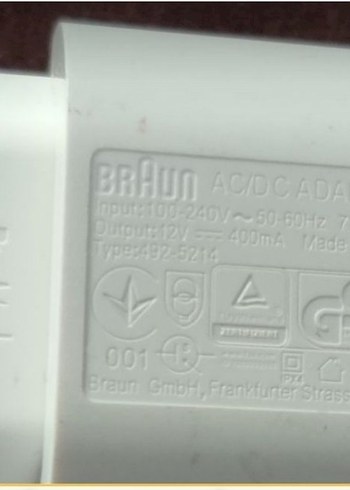 BRAUN AC/DC ADA
Input:100-240V ~ 50-60Hz 7
Output:12V ⎓ 400mA Made
Type:492-5214
001
Braun GmbH, Frankfurter Strass